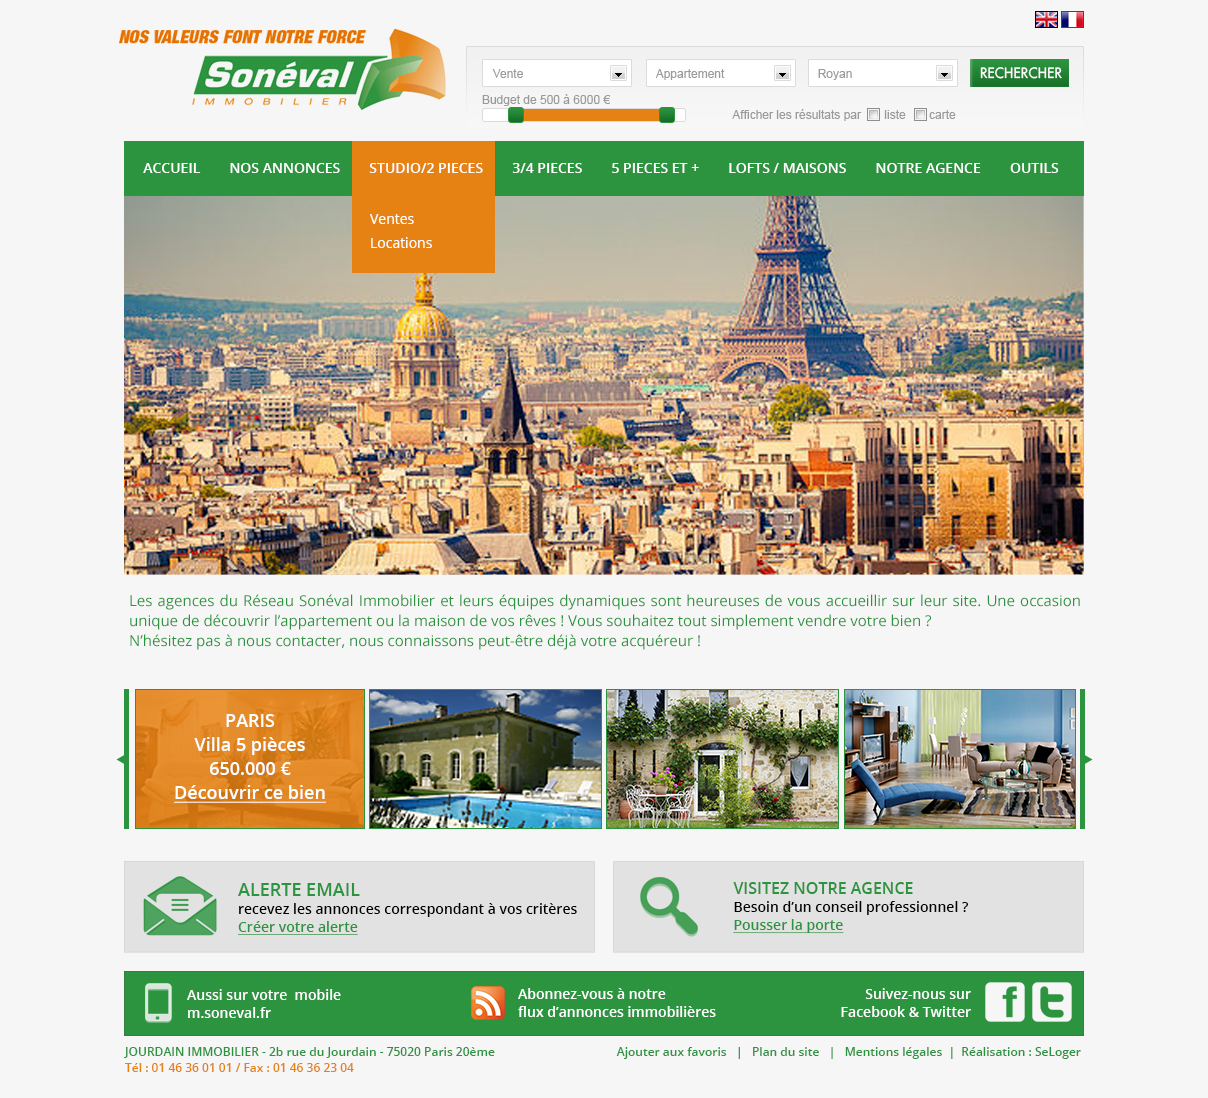 NOS VALEURS FONT NOTRE FORCE
Sonéval
IMMOBILIER
Vente
Appartement
Royan
RECHERCHER
Budget de 500 à 6000 €
Afficher les résultats par
liste
carte
ACCUEIL
NOS ANNONCES
STUDIO/2 PIECES
3/4 PIECES
5 PIECES ET +
LOFTS / MAISONS
NOTRE AGENCE
OUTILS
Ventes
Locations
Les agences du Réseau Sonéval Immobilier et leurs équipes dynamiques sont heureuses de vous accueillir sur leur site. Une occasion
unique de découvrir l’appartement ou la maison de vos rêves ! Vous souhaitez tout simplement vendre votre bien ?
N’hésitez pas à nous contacter, nous connaissons peut-être déjà votre acquéreur !
PARIS
Villa 5 pièces
650.000 €
Découvrir ce bien
ALERTE EMAIL
recevez les annonces correspondant à vos critères
Créer votre alerte
VISITEZ NOTRE AGENCE
Besoin d’un conseil professionnel ?
Pousser la porte
Aussi sur votre mobile
m.soneval.fr
Abonnez-vous à notre
flux d’annonces immobilières
Suivez-nous sur
Facebook & Twitter
JOURDAIN IMMOBILIER - 2b rue du Jourdain - 75020 Paris 20ème
Tél : 01 46 36 01 01 / Fax : 01 46 36 23 04
Ajouter aux favoris | Plan du site | Mentions légales | Réalisation : SeLoger